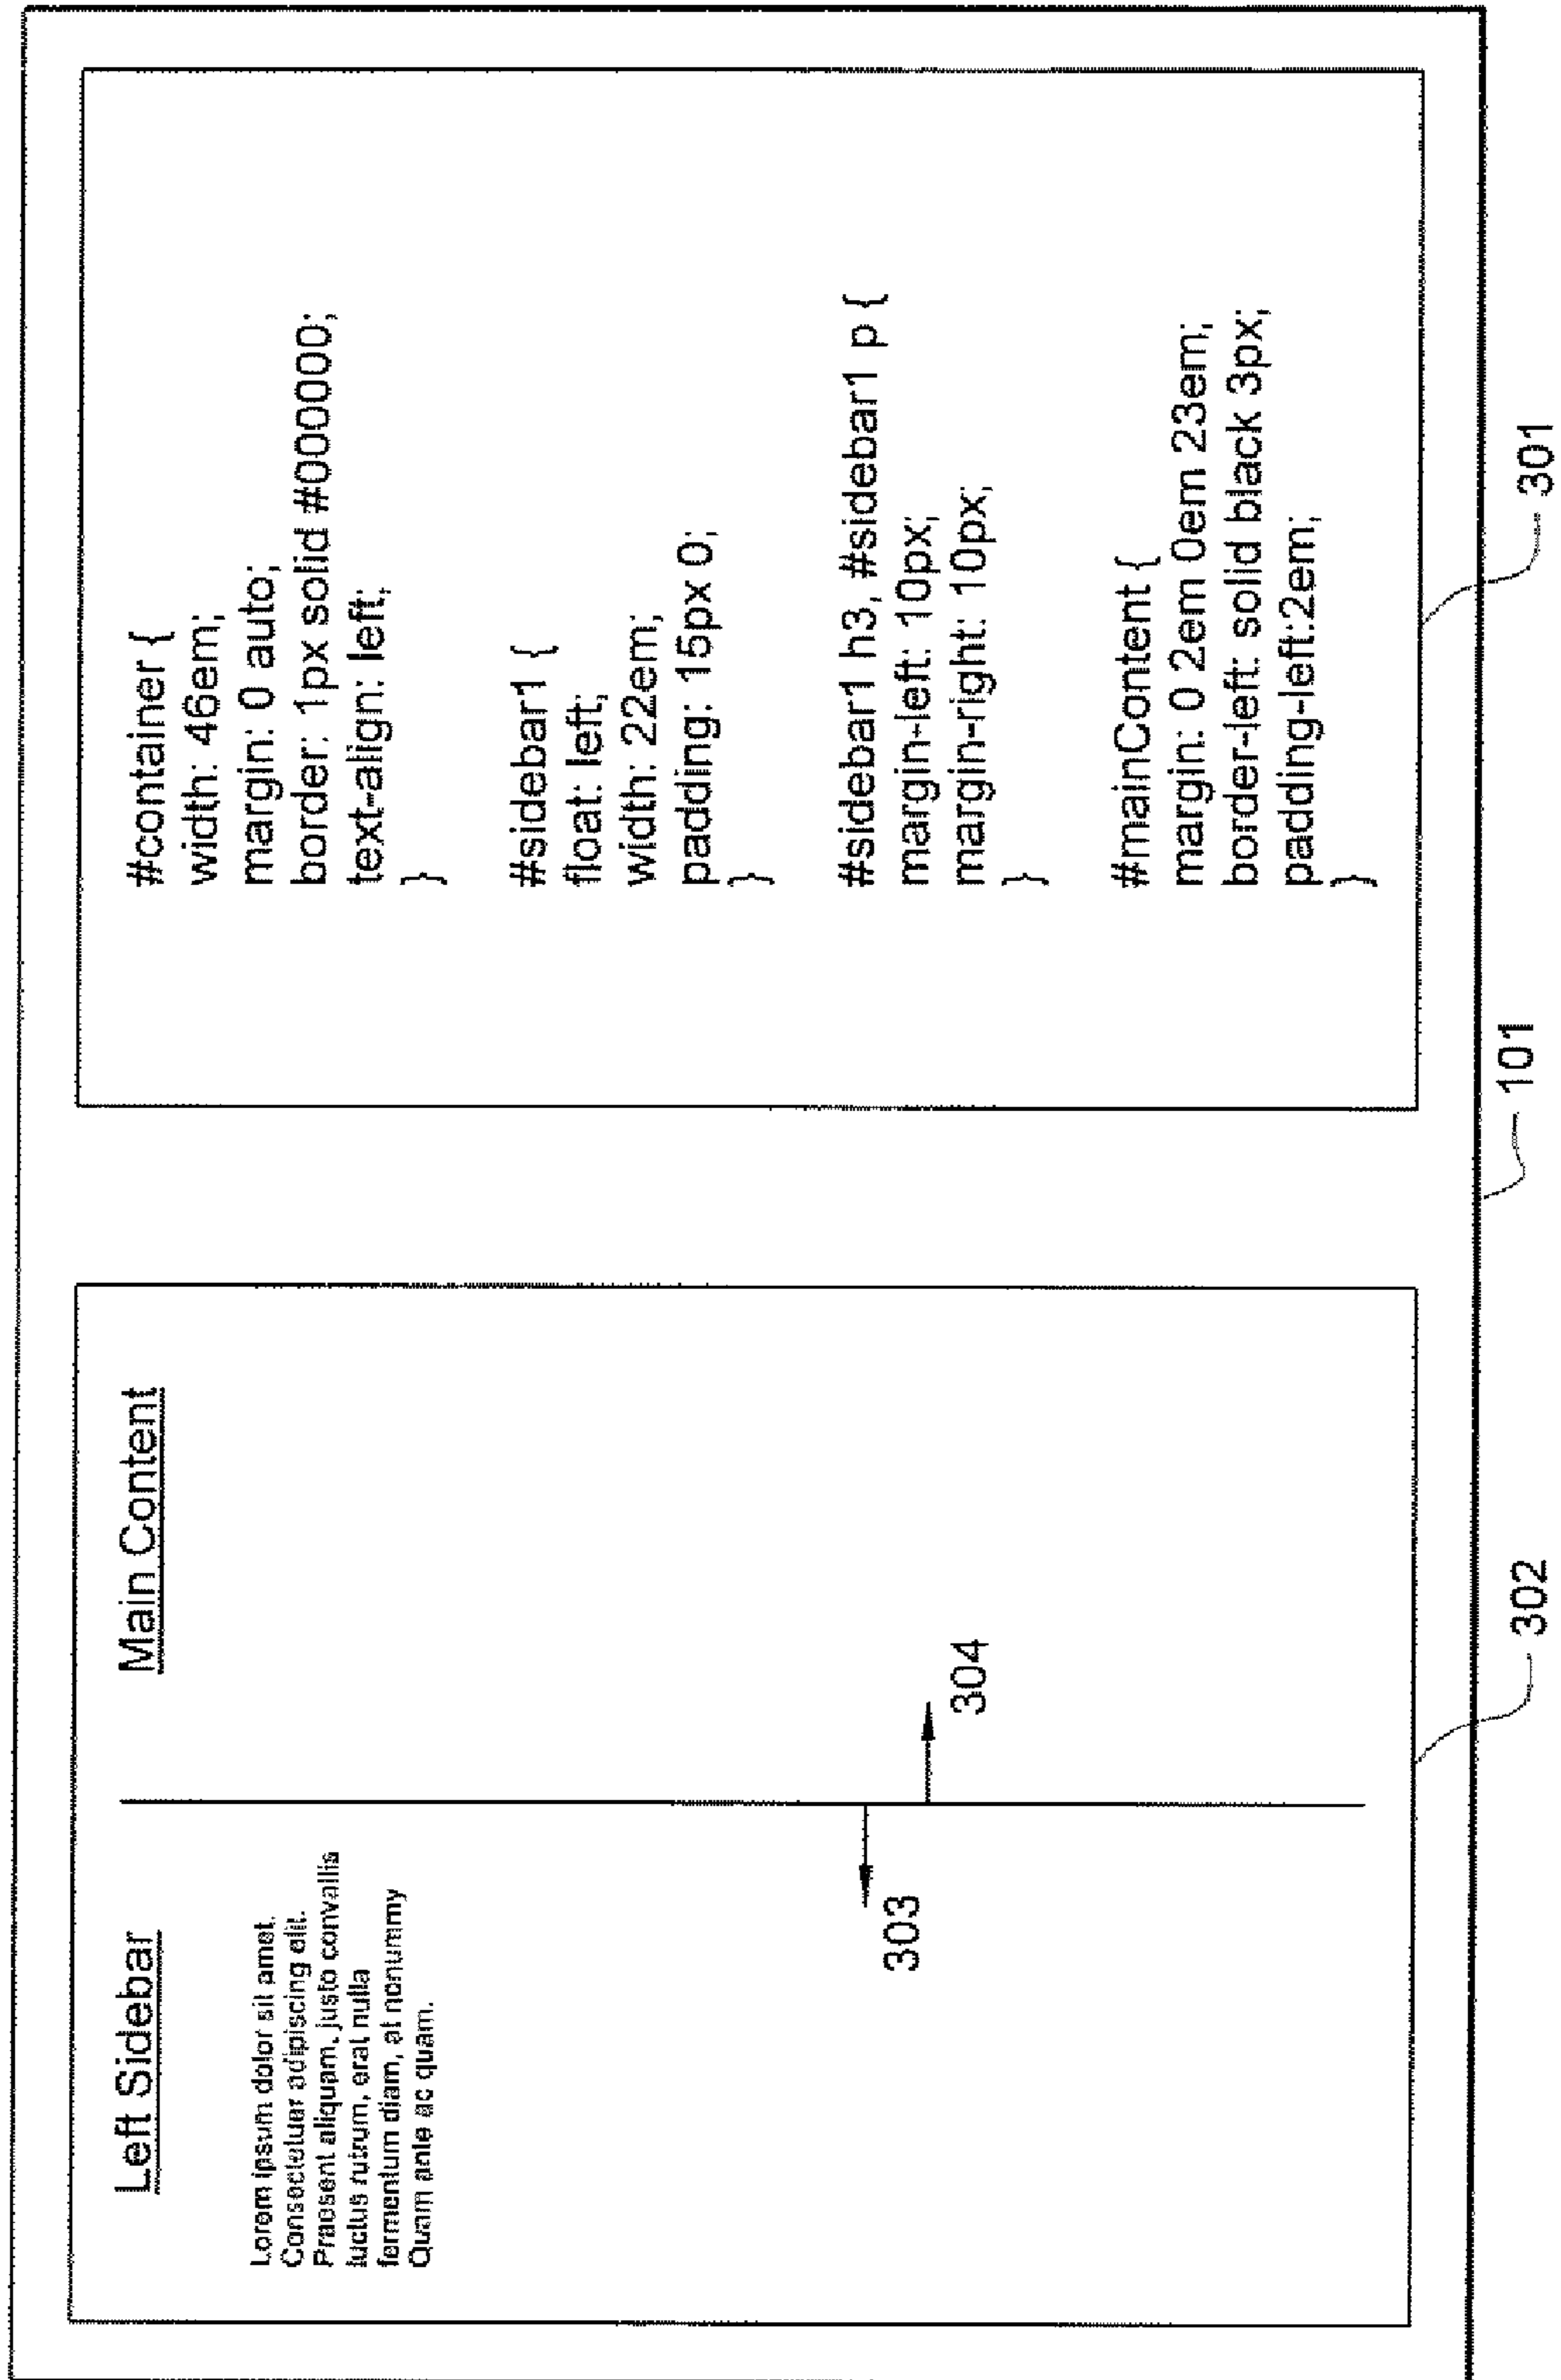 Left Sidebar
Lorem ipsum dolor sit amet.
Consectetuer adipiscing elit.
Praesent aliquam, justo convallis
luctus rutrum, erat nulla
fermentum diam, at nonummy
Quam ante ac quam.
303
Main Content
304
302
#container {
width: 46em;
margin: 0 auto;
border: 1px solid #000000;
text-align: left;
}
#sidebar1 {
float: left;
width: 22em;
padding: 15px 0;
}
#sidebar1 h3, #sidebar1 p {
margin-left: 10px;
margin-right: 10px;
}
#mainContent {
margin: 0 2em 0em 23em;
border-left: solid black 3px;
padding-left:2em;
}
301
101